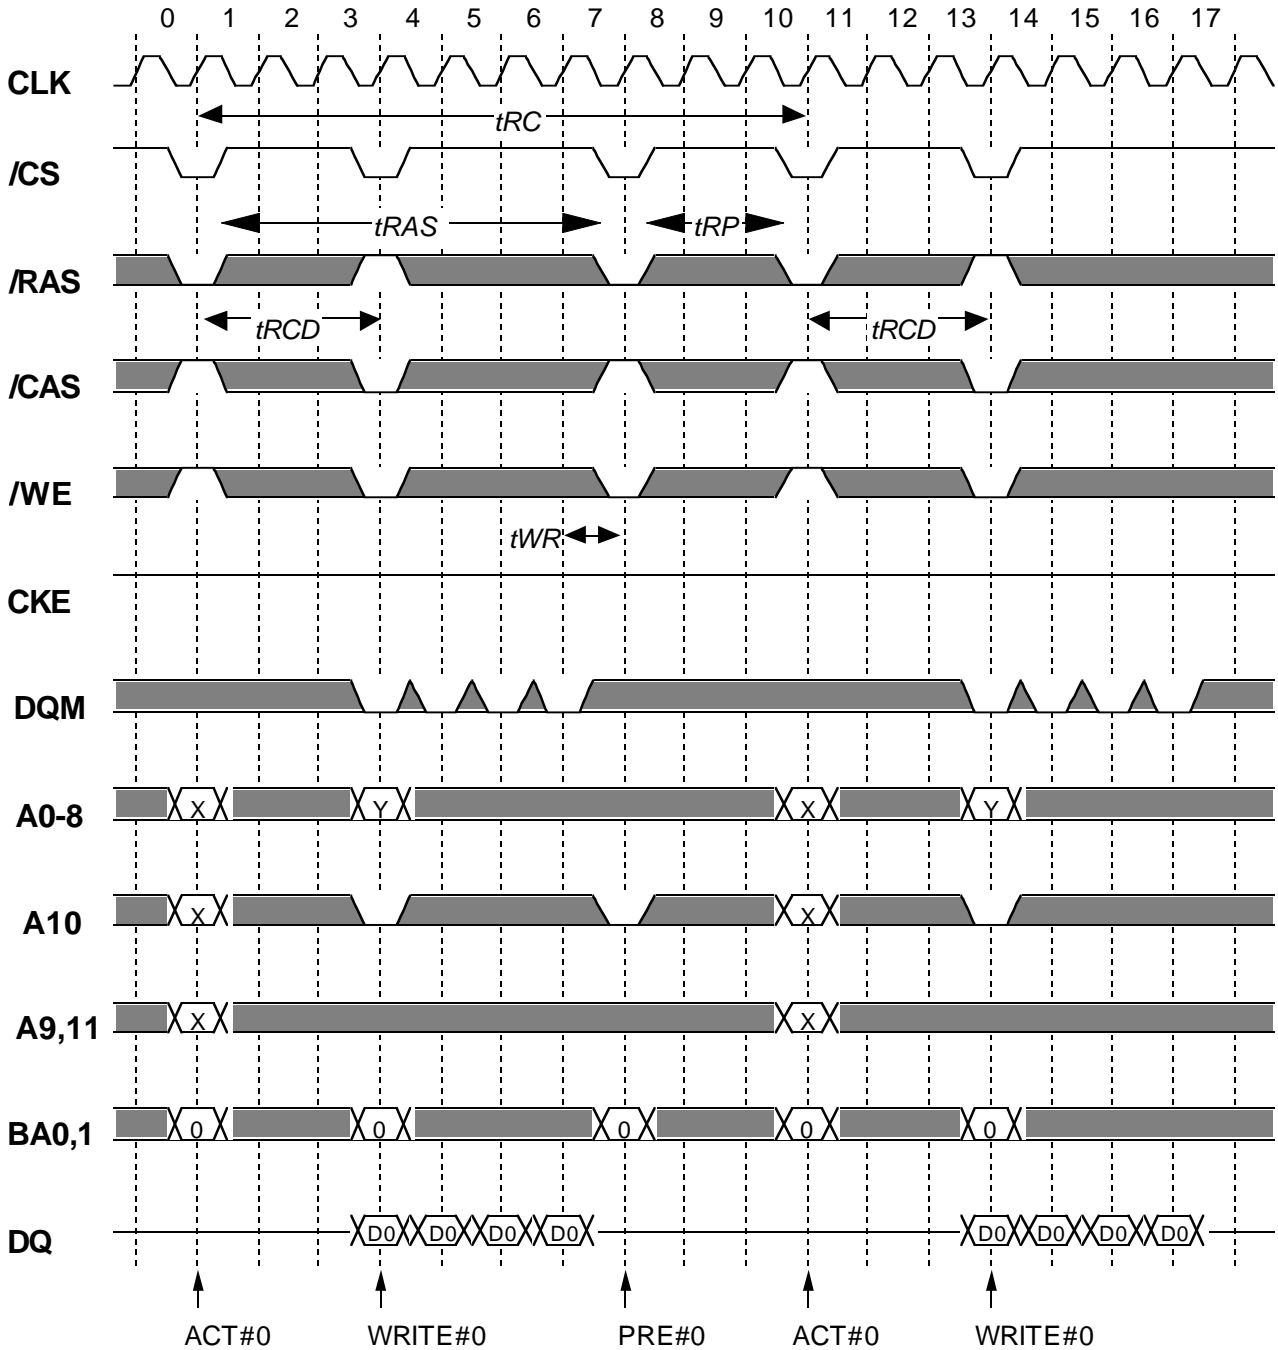 0 1 2 3 4 5 6 7 8 9 10 11 12 13 14 15 16 17
CLK
tRC
/CS
tRAS tRP
/RAS
tRCD tRCD
/CAS
/WE
tWR
CKE
DQM
A0-8 X Y X Y
A10 X X
A9,11 X X
BA0,1 0 0 0 0 0
DQ D0 D0 D0 D0 D0 D0 D0 D0
ACT#0 WRITE#0 PRE#0 ACT#0 WRITE#0